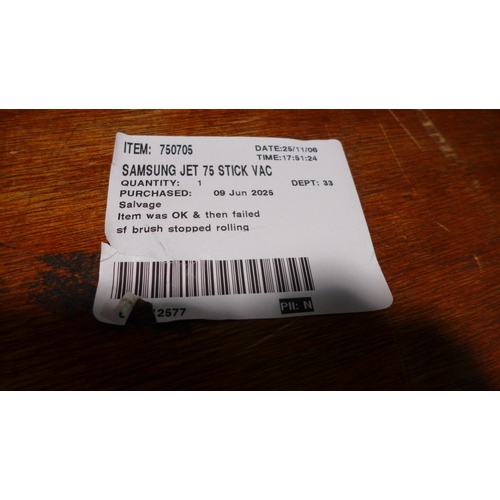 ITEM: 750705 DATE:25/11/06
TIME:17:51:24
SAMSUNG JET 75 STICK VAC
QUANTITY: 1 DEPT: 33
PURCHASED: 09 Jun 2025
Salvage
Item was OK & then failed
sf brush stopped rolling
2577 PII: N